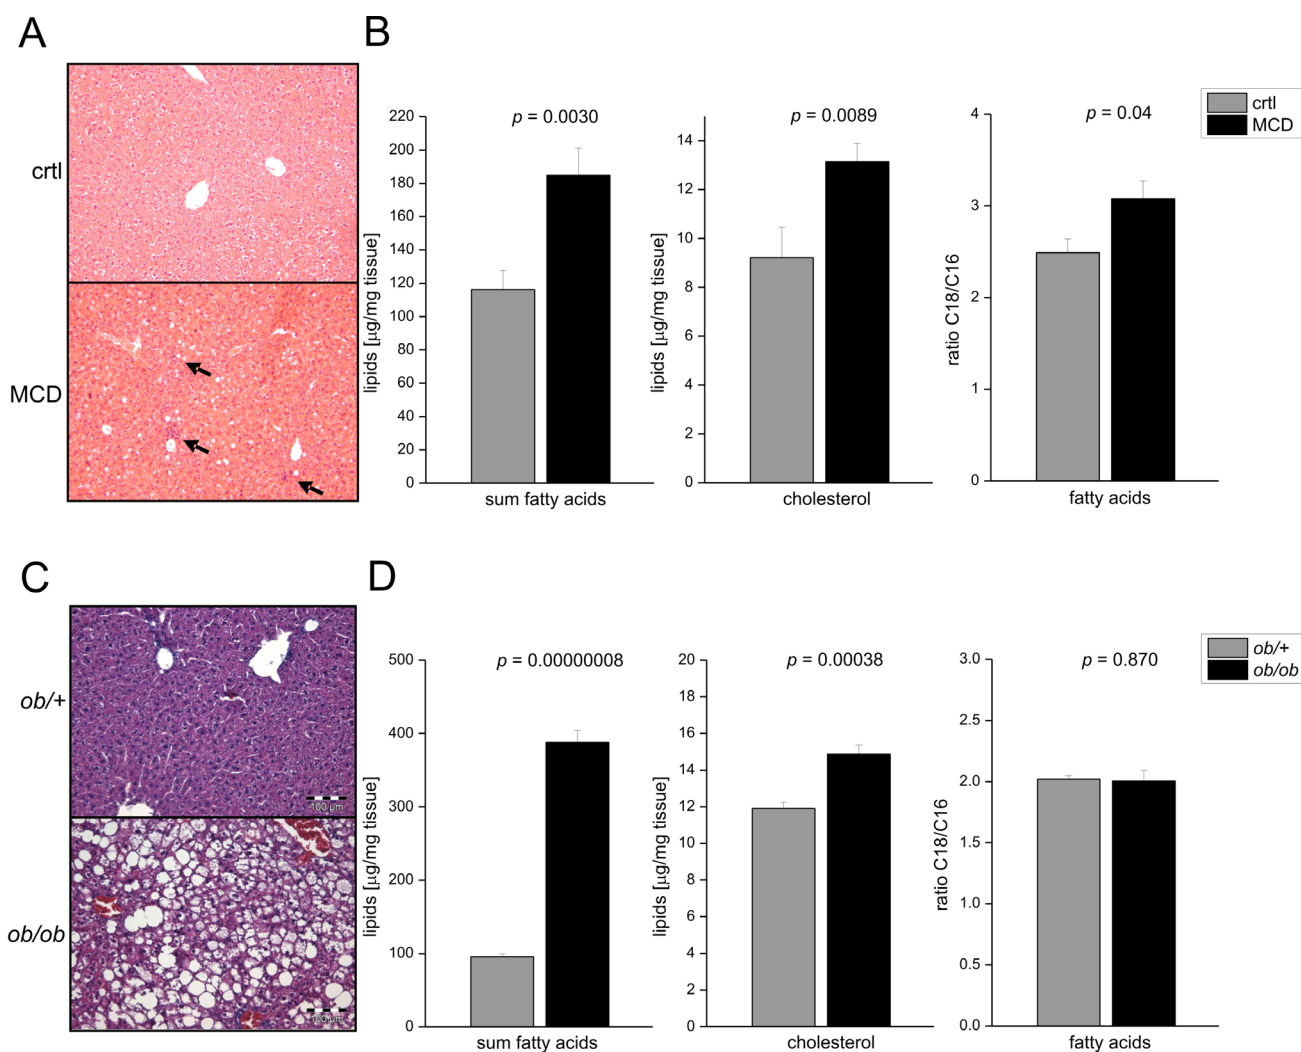 A
crtl
MCD
B
p = 0.0030
220
200
180
160
140
120
100
80
60
40
20
0
lipids [µg/mg tissue]
sum fatty acids
p = 0.0089
14
12
10
8
6
4
2
0
lipids [µg/mg tissue]
cholesterol
p = 0.04
4
3
2
1
0
ratio C18/C16
fatty acids
crtl
MCD
C
ob/+
100 µm
ob/ob
100 µm
D
p = 0.00000008
500
400
300
200
100
0
lipids [µg/mg tissue]
sum fatty acids
p = 0.00038
20
18
16
14
12
10
8
6
4
2
0
lipids [µg/mg tissue]
cholesterol
p = 0.870
3.0
2.5
2.0
1.5
1.0
0.5
0.0
ratio C18/C16
fatty acids
ob/+
ob/ob